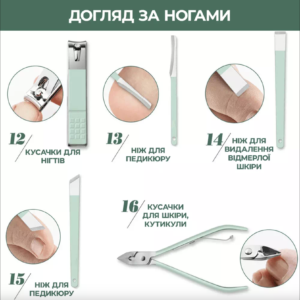 ДОГЛЯД ЗА НОГАМИ
12
КУСАЧКИ ДЛЯ
НІГТІВ
13
НІЖ ДЛЯ
ПЕДИКЮРУ
14
НІЖ ДЛЯ
ВИДАЛЕННЯ
ВІДМЕРЛОЇ
ШКІРИ
15
НІЖ ДЛЯ
ПЕДИКЮРУ
16
КУСАЧКИ
ДЛЯ ШКІРИ,
КУТИКУЛИ